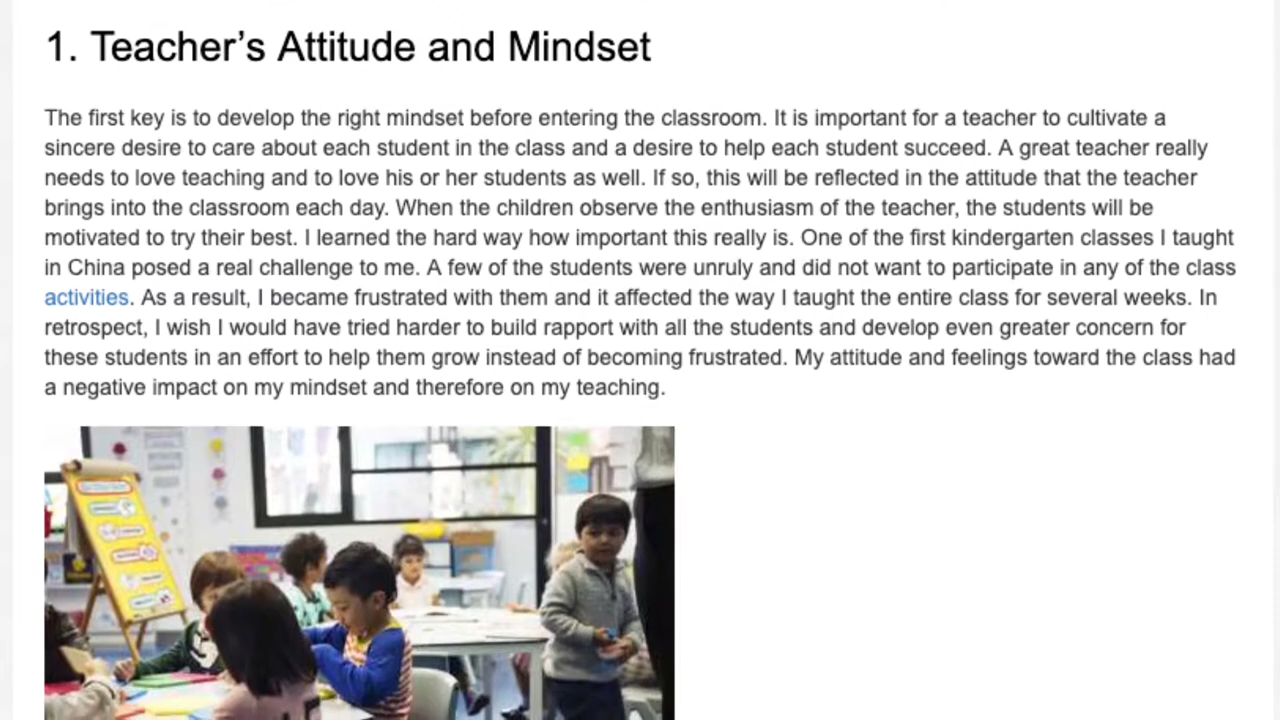 1. Teacher’s Attitude and Mindset
The first key is to develop the right mindset before entering the classroom. It is important for a teacher to cultivate a
sincere desire to care about each student in the class and a desire to help each student succeed. A great teacher really
needs to love teaching and to love his or her students as well. If so, this will be reflected in the attitude that the teacher
brings into the classroom each day. When the children observe the enthusiasm of the teacher, the students will be
motivated to try their best. I learned the hard way how important this really is. One of the first kindergarten classes I taught
in China posed a real challenge to me. A few of the students were unruly and did not want to participate in any of the class
activities. As a result, I became frustrated with them and it affected the way I taught the entire class for several weeks. In
retrospect, I wish I would have tried harder to build rapport with all the students and develop even greater concern for
these students in an effort to help them grow instead of becoming frustrated. My attitude and feelings toward the class had
a negative impact on my mindset and therefore on my teaching.